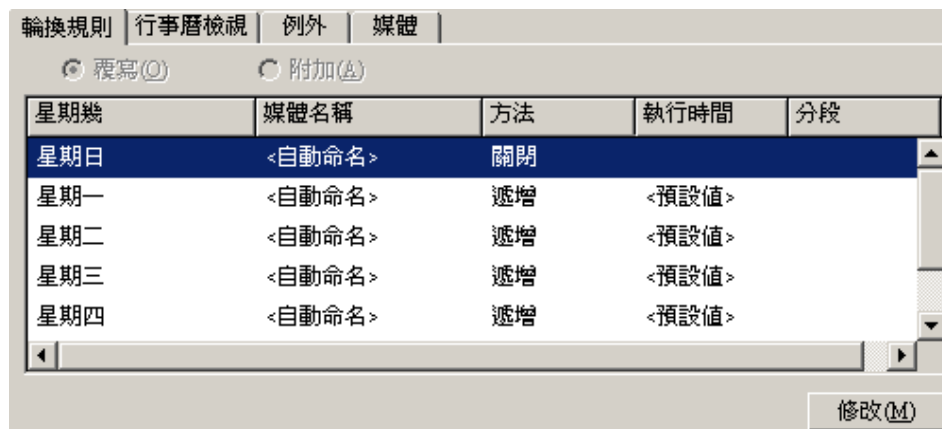 輪換規則 行事曆檢視 例外 媒體
覆寫(O) 附加(A)
星期幾 媒體名稱 方法 執行時間 分段
星期日 <自動命名> 關閉
星期一 <自動命名> 遞增 <預設值>
星期二 <自動命名> 遞增 <預設值>
星期三 <自動命名> 遞增 <預設值>
星期四 <自動命名> 遞增 <預設值>
修改(M)